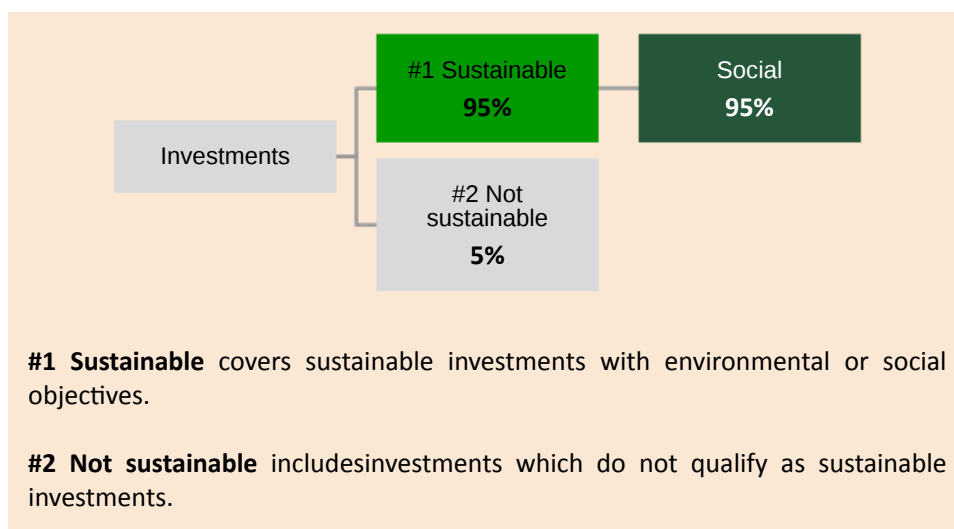 #1 Sustainable
95%
Social
95%
Investments
#2 Not
sustainable
5%
#1 Sustainable covers sustainable investments with environmental or social
objectives.
#2 Not sustainable includesinvestments which do not qualify as sustainable
investments.